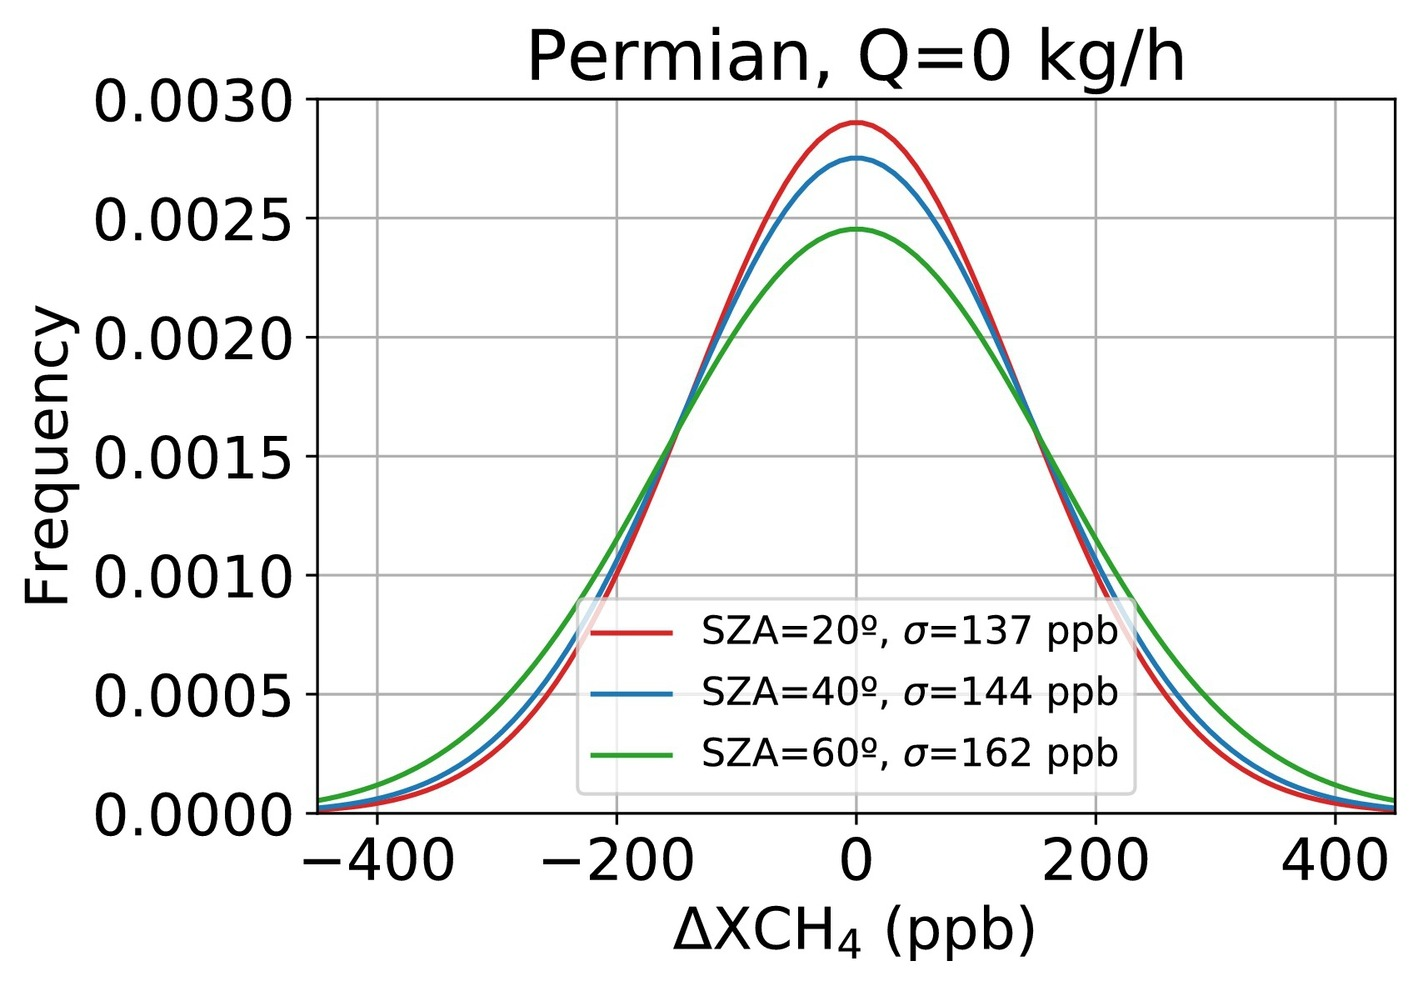 Permian, Q=0 kg/h
0.0030
0.0025
0.0020
0.0015
0.0010
0.0005
0.0000
Frequency
SZA=20º, σ=137 ppb
SZA=40º, σ=144 ppb
SZA=60º, σ=162 ppb
−400 −200 0 200 400
ΔXCH₄ (ppb)